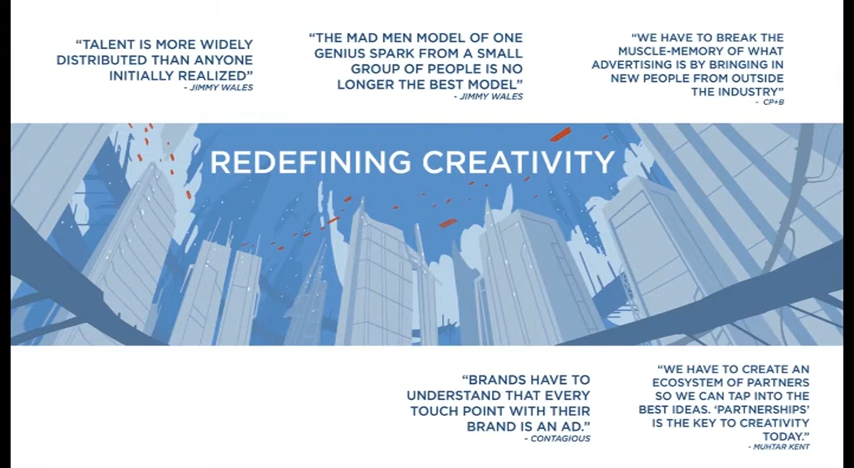 “TALENT IS MORE WIDELY
DISTRIBUTED THAN ANYONE
INITIALLY REALIZED”
- JIMMY WALES
“THE MAD MEN MODEL OF ONE
GENIUS SPARK FROM A SMALL
GROUP OF PEOPLE IS NO
LONGER THE BEST MODEL”
- JIMMY WALES
“WE HAVE TO BREAK THE
MUSCLE-MEMORY OF WHAT
ADVERTISING IS BY BRINGING IN
NEW PEOPLE FROM OUTSIDE
THE INDUSTRY”
- CP+B
REDEFINING CREATIVITY
“BRANDS HAVE TO
UNDERSTAND THAT EVERY
TOUCH POINT WITH THEIR
BRAND IS AN AD.”
- CONTAGIOUS
“WE HAVE TO CREATE AN
ECOSYSTEM OF PARTNERS
SO WE CAN TAP INTO THE
BEST IDEAS. ‘PARTNERSHIPS’
IS THE KEY TO CREATIVITY
TODAY.”
- MUHTAR KENT